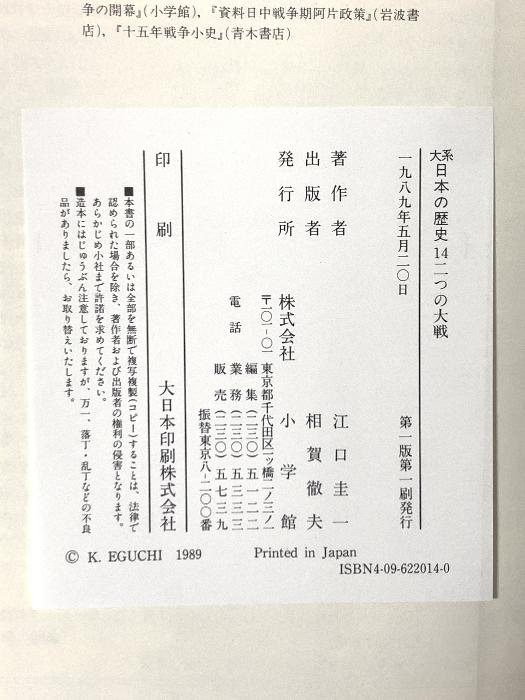 争の開幕』(小学館),『資料日中戦争期阿片政策』(岩波書
店),『十五年戦争小史』(青木書店)
大系日本の歴史 14 二つの大戦
一九八九年五月二〇日 第一版第一刷発行
著作者 江口圭一
出版者 相賀徹夫
発行所 株式会社 小学館
〒一〇一-〇一 東京都千代田区一ツ橋二ノ三ノ一
編集(二三〇)五一二二
電話 業務(二三〇)五三三三
販売(二三〇)五七三九
振替東京八-二〇〇番
印刷 大日本印刷株式会社
■本書の一部あるいは全部を無断で複写複製(コピー)することは、法律で
認められた場合を除き、著作者および出版者の権利の侵害となります。
あらかじめ小社まで許諾を求めてください。
■造本にはじゅうぶん注意しておりますが、万一、落丁・乱丁などの不良
品がありましたら、お取り替えいたします。
© K. EGUCHI 1989 Printed in Japan
ISBN4-09-622014-0